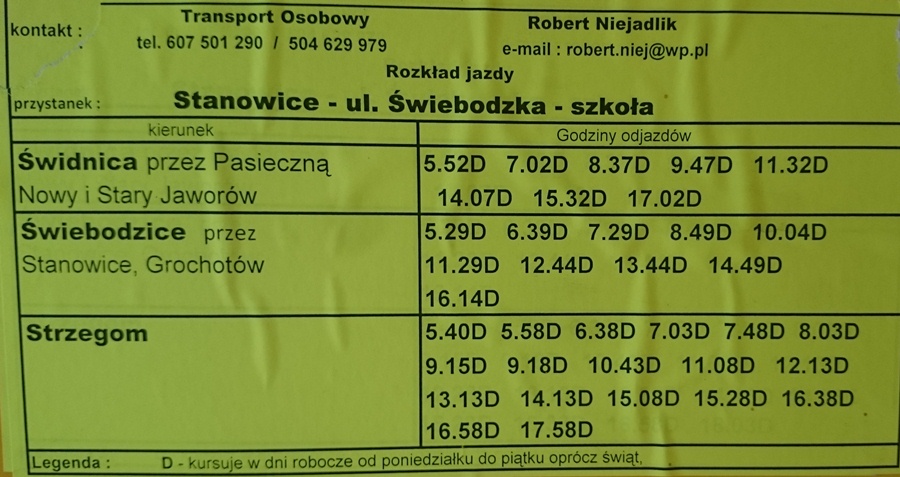 Transport Osobowy Robert Niejadlik
kontakt : tel. 607 501 290 / 504 629 979 e-mail : robert.niej@wp.pl
Rozkład jazdy
przystanek : Stanowice - ul. Świebodzka - szkoła
kierunek Godziny odjazdów
Świdnica przez Pasieczną 5.52D 7.02D 8.37D 9.47D 11.32D
Nowy i Stary Jaworów 14.07D 15.32D 17.02D
Świebodzice przez 5.29D 6.39D 7.29D 8.49D 10.04D
Stanowice, Grochotów 11.29D 12.44D 13.44D 14.49D
16.14D
Strzegom 5.40D 5.58D 6.38D 7.03D 7.48D 8.03D
9.15D 9.18D 10.43D 11.08D 12.13D
13.13D 14.13D 15.08D 15.28D 16.38D
16.58D 17.58D
Legenda : D - kursuje w dni robocze od poniedziałku do piątku oprócz świąt,